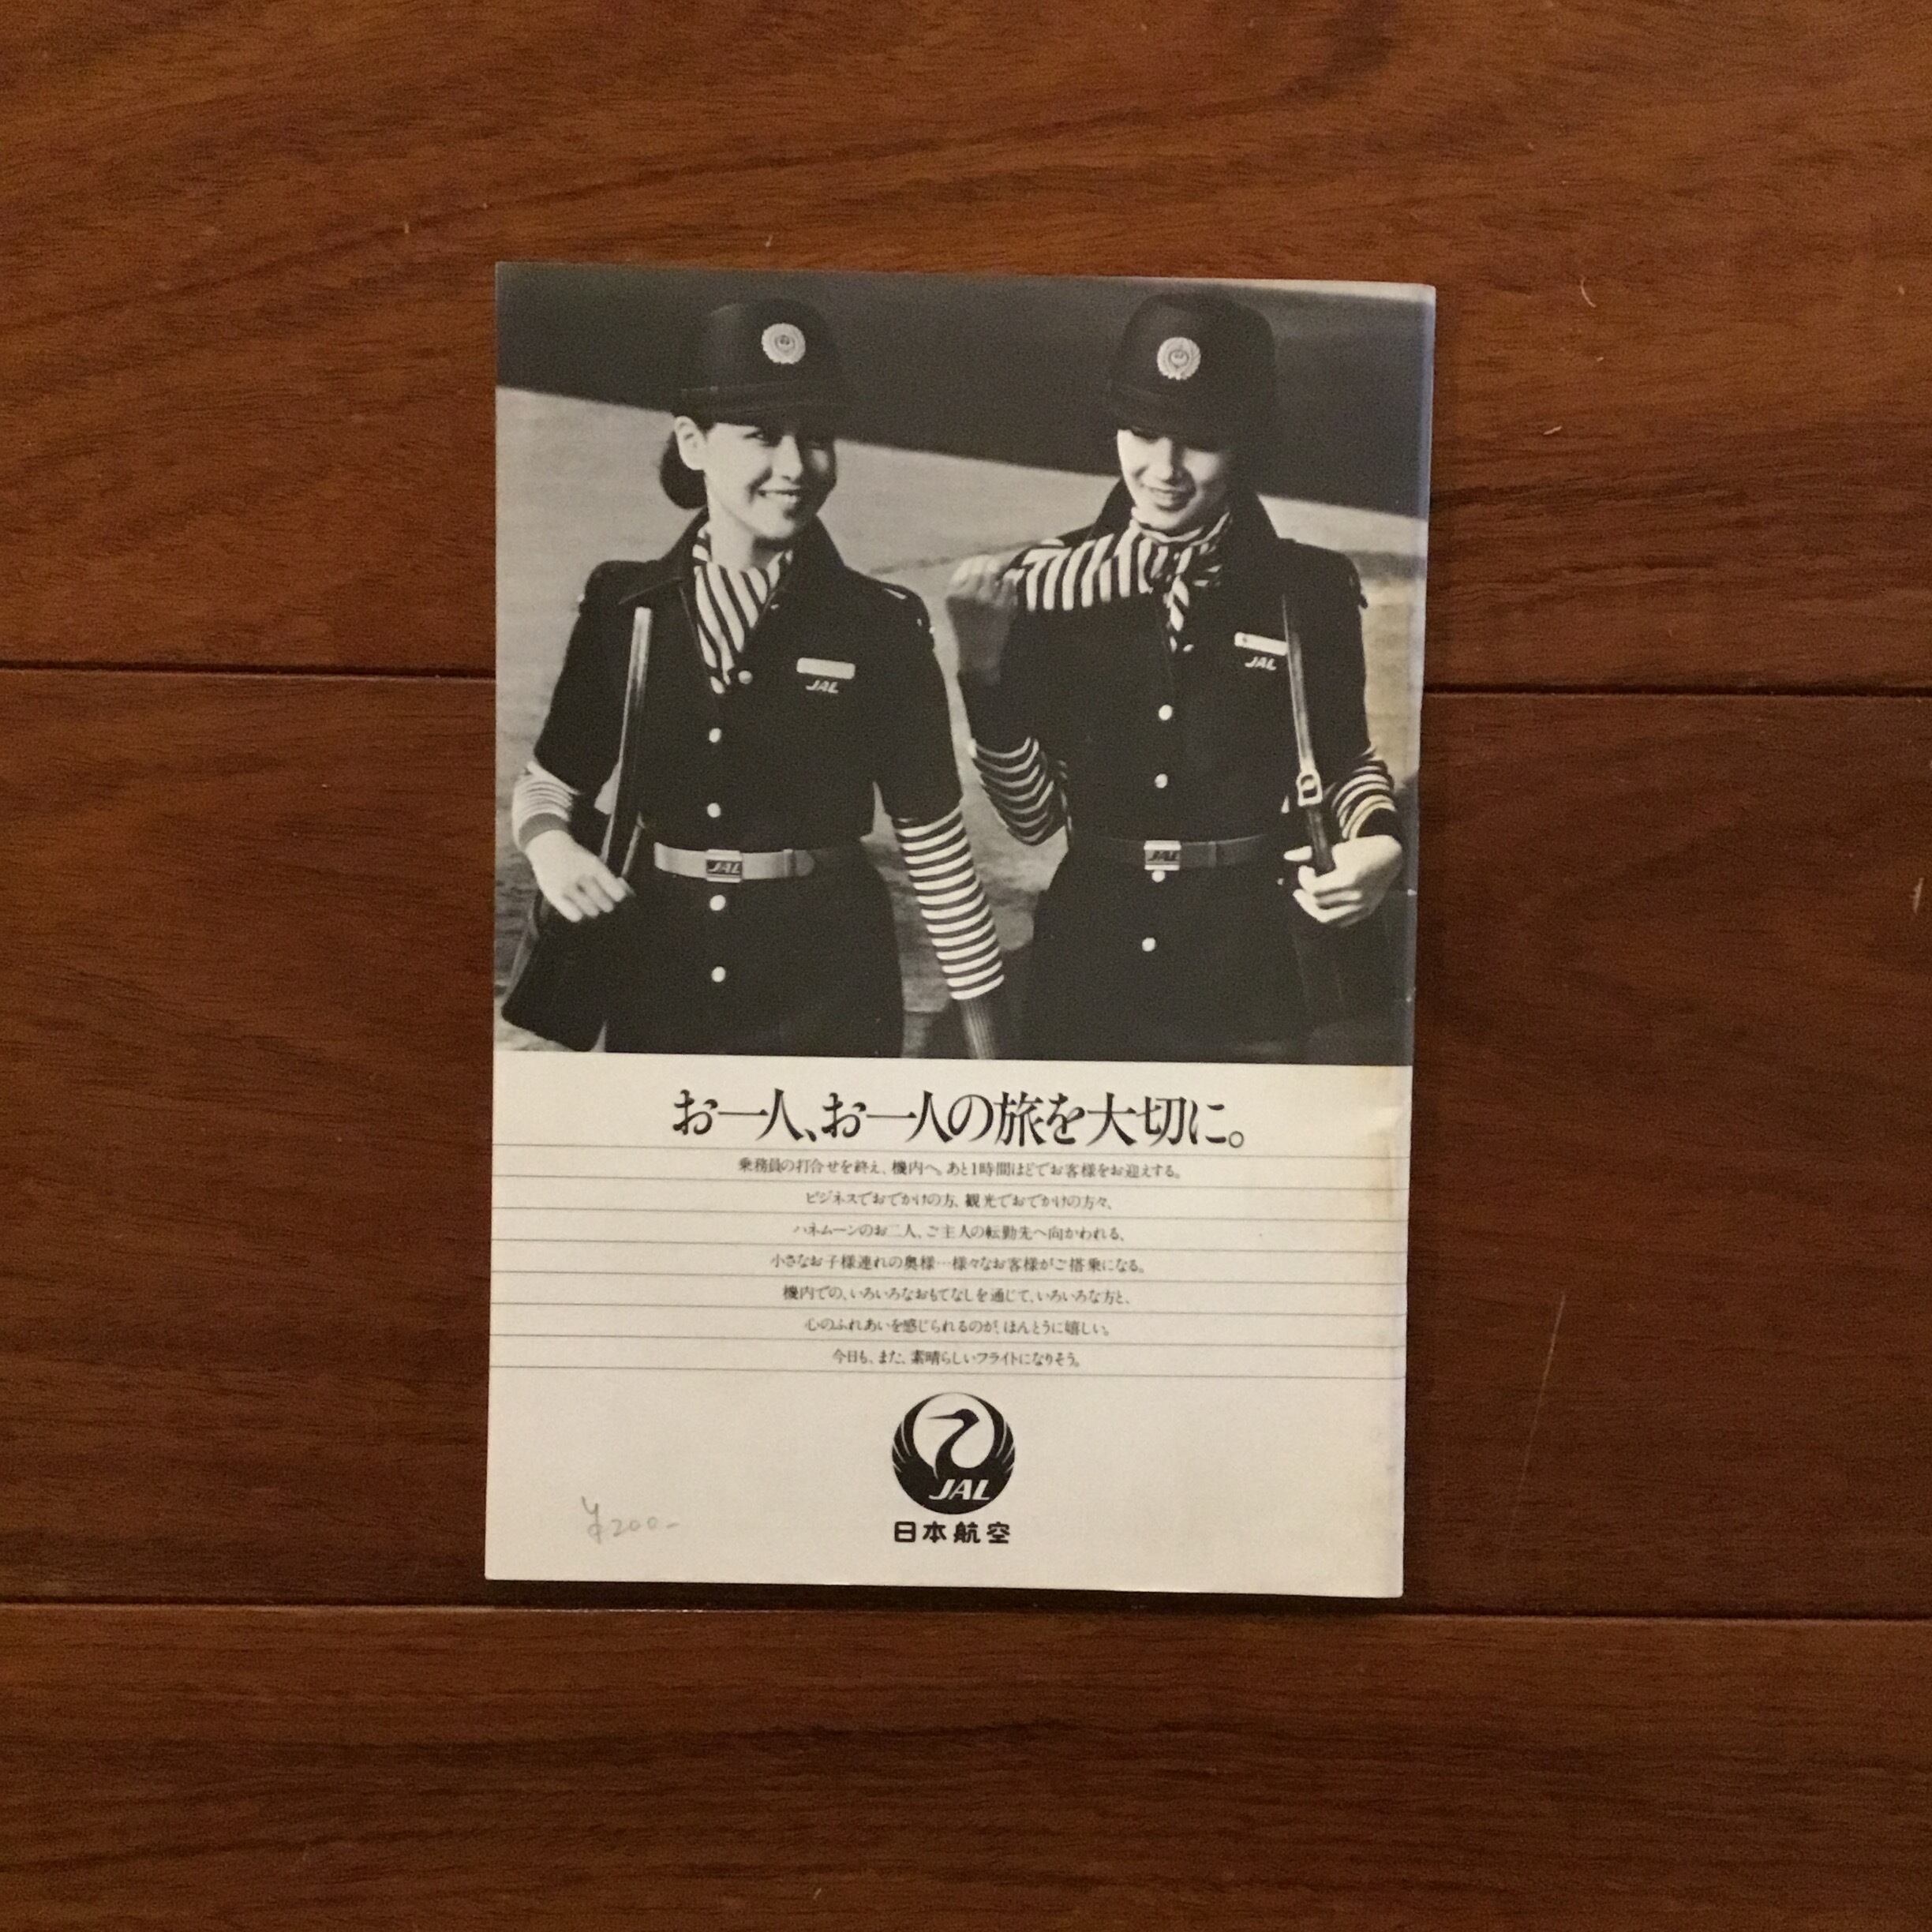 JAL
JAL
JAL
JAL
お一人、お一人の旅を大切に。
乗務員の打合せを終え、機内へ。あと1時間ほどでお客様をお迎えする。
ビジネスでおでかけの方、観光でおでかけの方々、
ハネムーンのお二人、ご主人の転勤先へ向かわれる、
小さなお子様連れの奥様…様々なお客様がご搭乗になる。
機内での、いろいろなおもてなしを通じて、いろいろな方と、
心のふれあいを感じられるのが、ほんとうに嬉しい。
今日も、また、素晴らしいフライトになりそう。
JAL
日本航空
¥200-